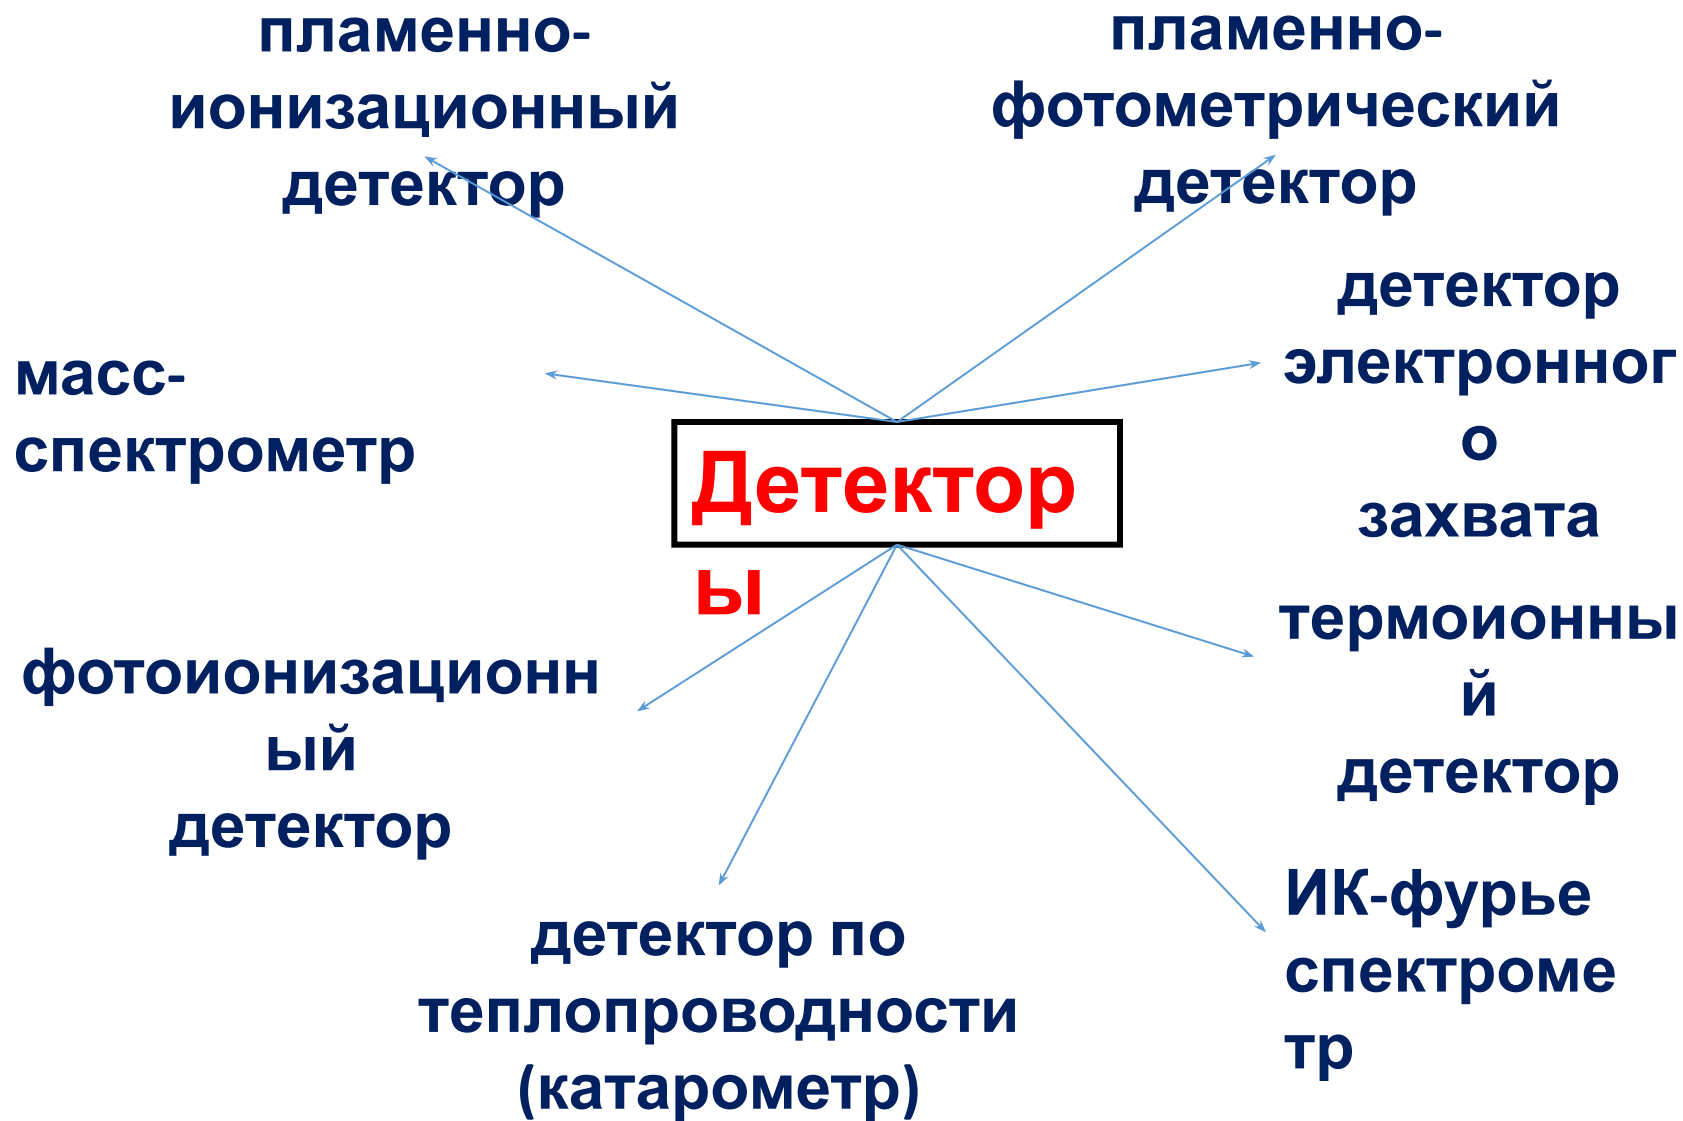 пламенно-
ионизационный
детектор
пламенно-
фотометрический
детектор
масс-
спектрометр
детектор
электронног
о
захвата
Детектор
ы
фотоионизационн
ый
детектор
термоионны
й
детектор
детектор по
теплопроводности
(катарометр)
ИК-фурье
спектроме
тр